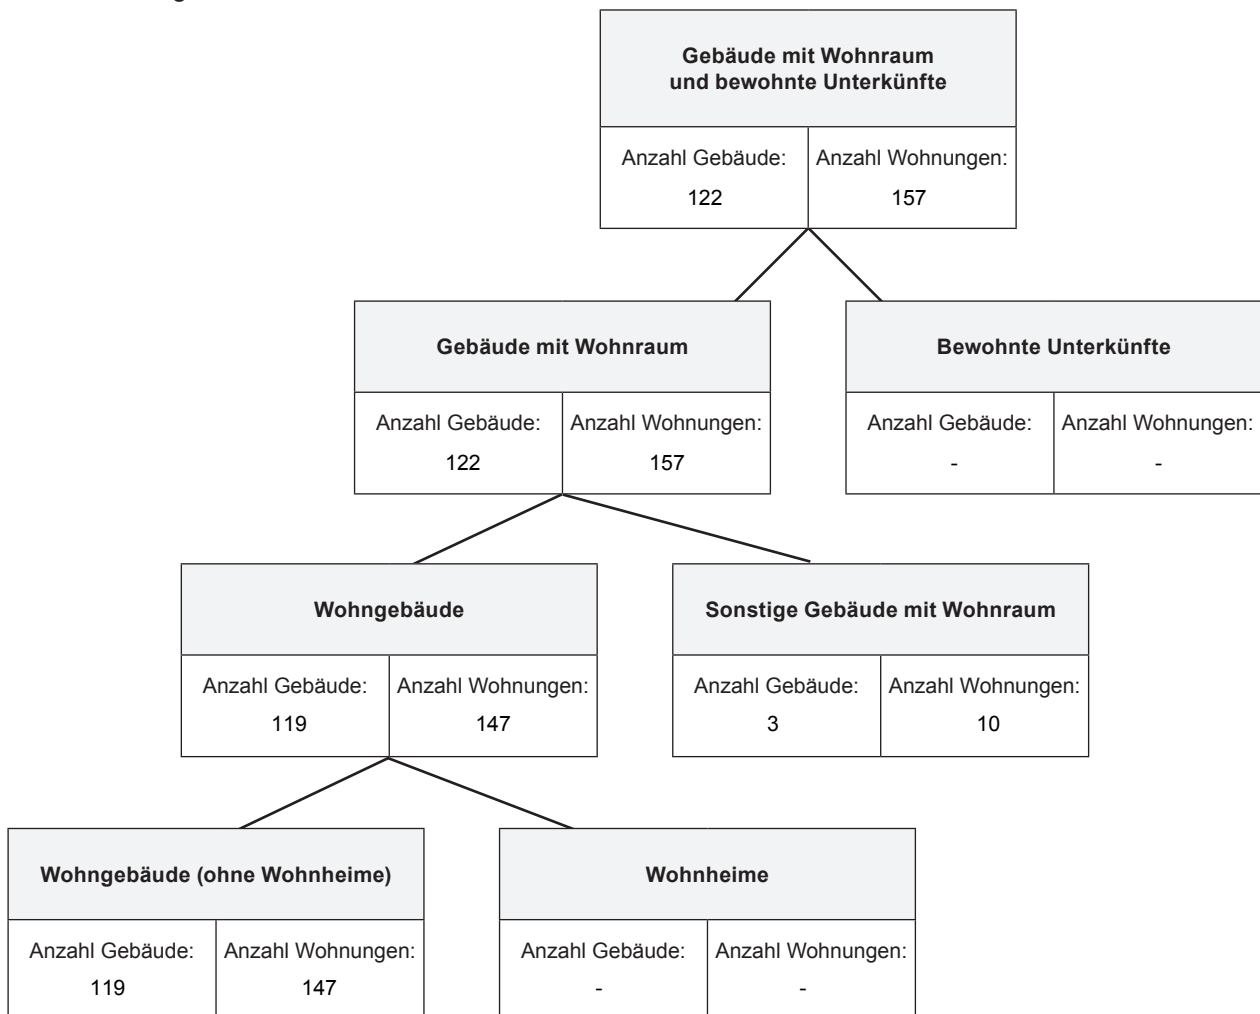 Gebäude mit Wohnraum
und bewohnte Unterkünfte
Anzahl Gebäude: Anzahl Wohnungen:
122 157
Gebäude mit Wohnraum Bewohnte Unterkünfte
Anzahl Gebäude: Anzahl Wohnungen: Anzahl Gebäude: Anzahl Wohnungen:
122 157 - -
Wohngebäude Sonstige Gebäude mit Wohnraum
Anzahl Gebäude: Anzahl Wohnungen: Anzahl Gebäude: Anzahl Wohnungen:
119 147 3 10
Wohngebäude (ohne Wohnheime) Wohnheime
Anzahl Gebäude: Anzahl Wohnungen: Anzahl Gebäude: Anzahl Wohnungen:
119 147 - -